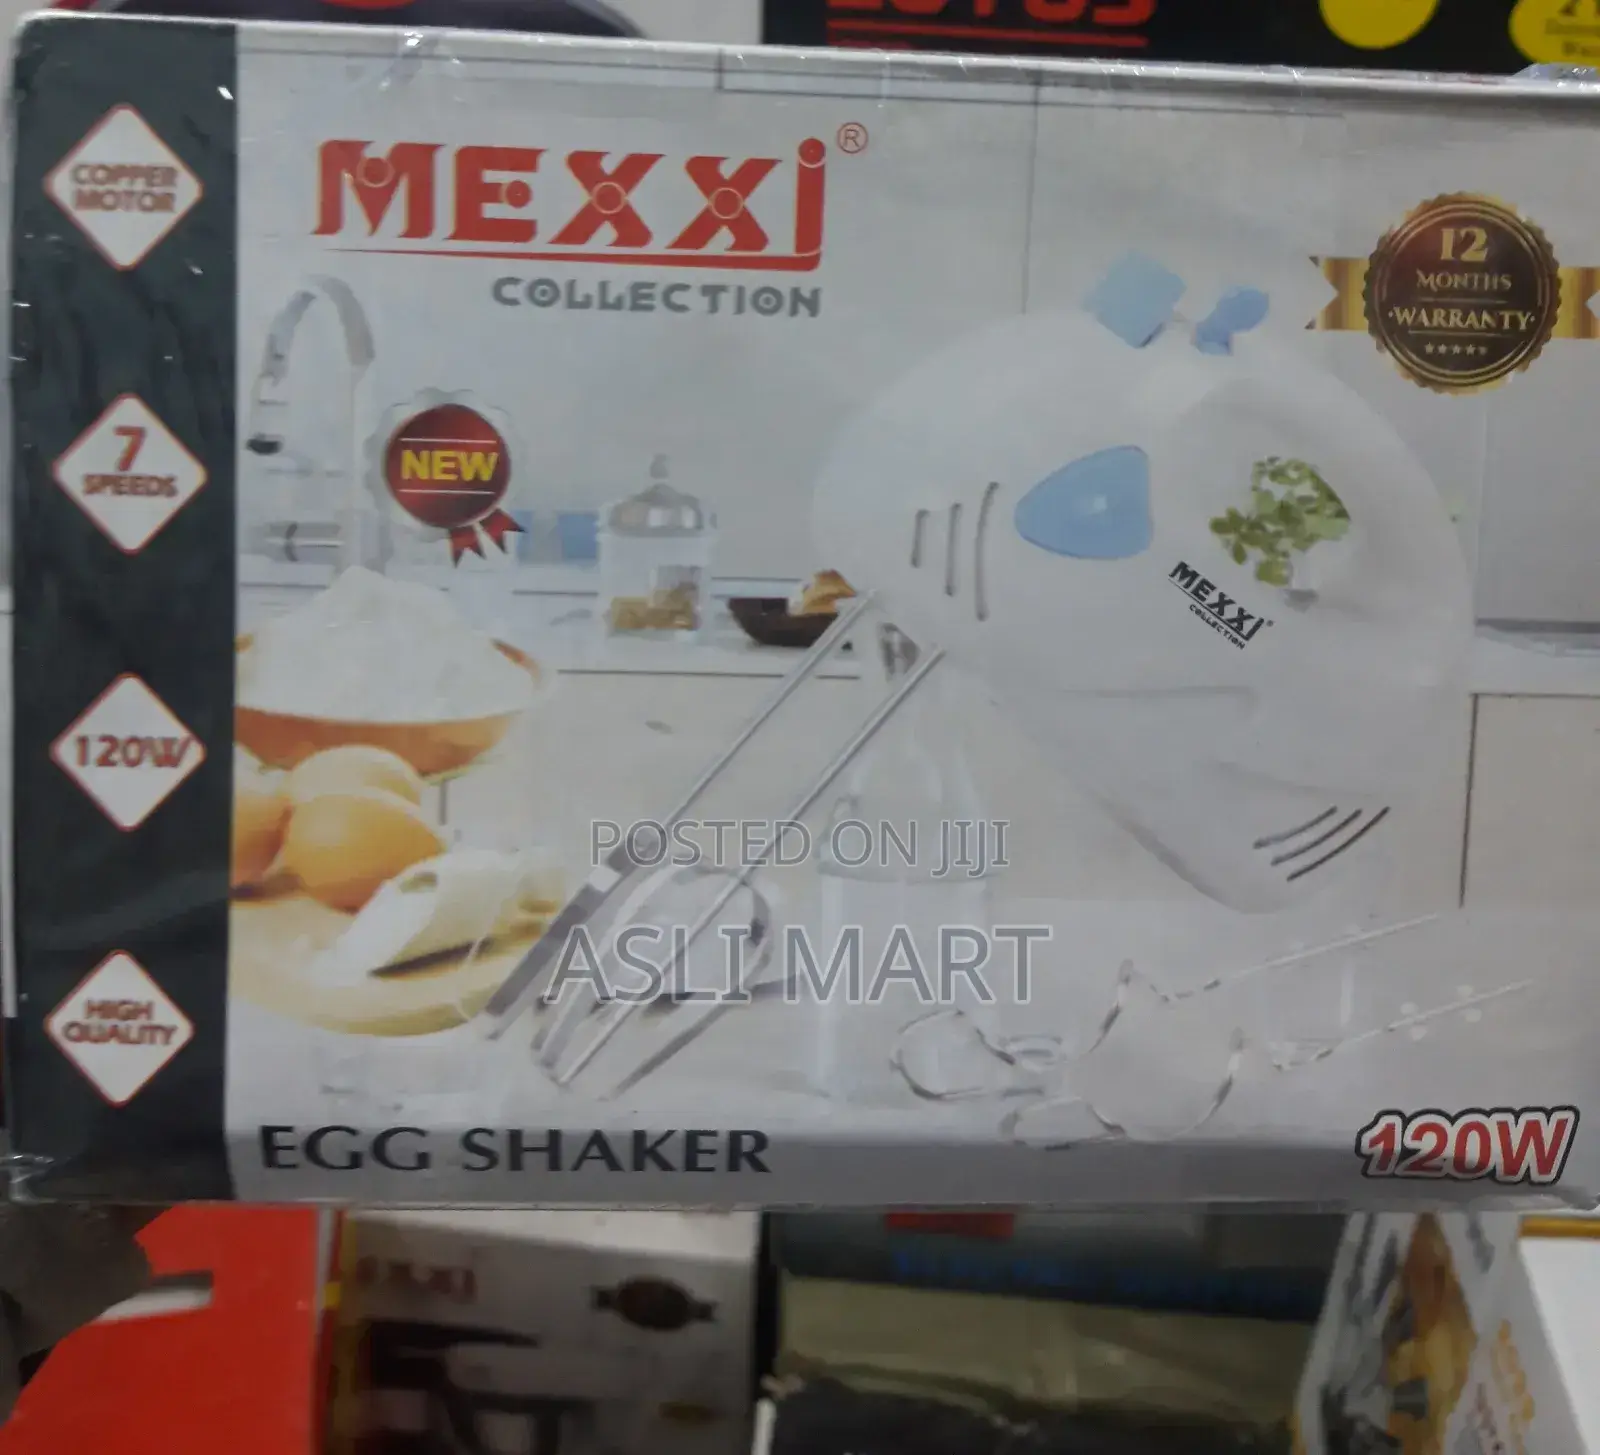 COPPER
MOTOR
7
SPEEDS
120W
HIGH
QUALITY
MEXXI®
COLLECTION
NEW
12
MONTHS
WARRANTY
MEXXI®
COLLECTION
POSTED ON JIJI
ASLI MART
EGG SHAKER
120W